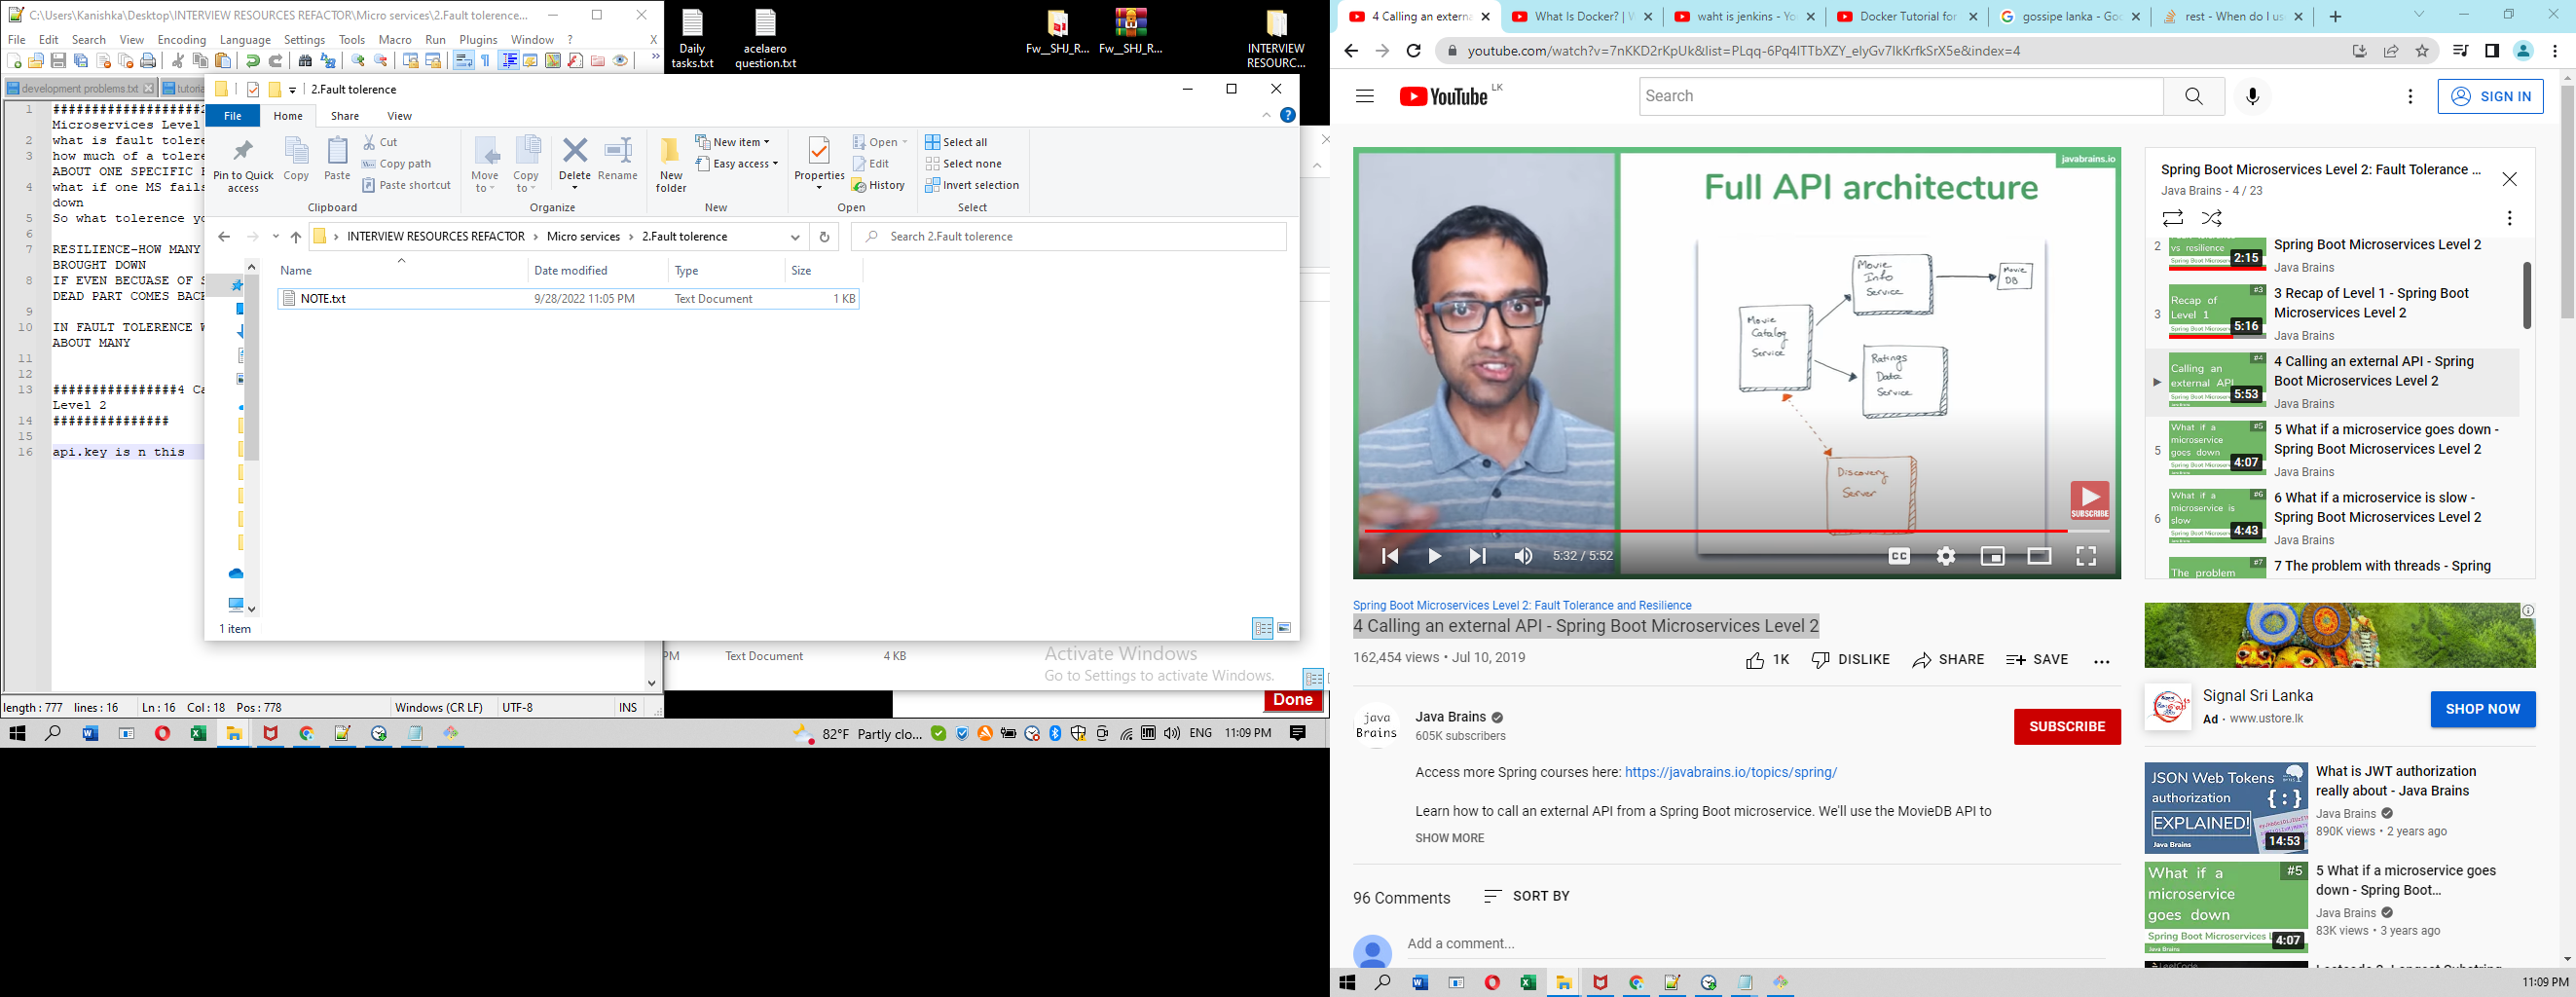 C:\Users\Kanishka\Desktop\INTERVIEW RESOURCES REFACTOR\Micro services\2.Fault tolerence...
File Edit Search View Encoding Language Settings Tools Macro Run Plugins Window ? X
development problems.txt
1 ###################2
Microservices Level
2 what is fault tolere
3 how much of a tolere
ABOUT ONE SPECIFIC
4 what if one MS fails
down
5 So what tolerence yo
6
7 RESILIENCE-HOW MANY
BROUGHT DOWN
8 IF EVEN BECUASE OF S
DEAD PART COMES BACK
9
10 IN FAULT TOLERENCE W
ABOUT MANY
11
12
13 ################4 Ca
Level 2
14 ###############
15
16 api.key is n this
length : 777 lines : 16 Ln : 16 Col : 18 Pos : 778 Windows (CR LF) UTF-8 INS
Daily tasks.txt
acelaero question.txt
Fw__SHJ_R...
Fw__SHJ_R...
INTERVIEW RESOURC...
2.Fault tolerence
File Home Share View
Pin to Quick access
Copy
Paste
Cut
Copy path
Paste shortcut
Clipboard
Move to
Copy to
Delete
Rename
Organize
New folder
New item
Easy access
New
Properties
Open
Edit
History
Open
Select all
Select none
Invert selection
Select
INTERVIEW RESOURCES REFACTOR > Micro services > 2.Fault tolerence
Search 2.Fault tolerence
Name Date modified Type Size
NOTE.txt 9/28/2022 11:05 PM Text Document 1 KB
1 item
PM Text Document 4 KB
Activate Windows
Go to Settings to activate Windows.
Done
82°F Partly clo... ENG 11:09 PM
4 Calling an externa
What Is Docker? | W
waht is jenkins - Yo
Docker Tutorial for
gossipe lanka - Goo
rest - When do I us
youtube.com/watch?v=7nKKD2rKpUk&list=PLqq-6Pq4lTTbXZY_elyGv7IkKrfkSrX5e&index=4
YouTube LK
Search
SIGN IN
javabrains.io
Full API architecture
Movie Info Service
Movie DB
Movie Catalog Service
Ratings Data Service
Discovery Server
SUBSCRIBE
5:32 / 5:52
CC
Spring Boot Microservices Level 2: Fault Tolerance and Resilience
4 Calling an external API - Spring Boot Microservices Level 2
162,454 views • Jul 10, 2019
1K DISLIKE SHARE SAVE
java Brains
Java Brains
605K subscribers
SUBSCRIBE
Access more Spring courses here: https://javabrains.io/topics/spring/
Learn how to call an external API from a Spring Boot microservice. We'll use the MovieDB API to
SHOW MORE
96 Comments SORT BY
Add a comment...
Spring Boot Microservices Level 2: Fault Tolerance ...
Java Brains - 4 / 23
2
vs resilience
2:15
Spring Boot Microservices Level 2
Java Brains
3
Recap of Level 1
#3
5:16
3 Recap of Level 1 - Spring Boot Microservices Level 2
Java Brains
Calling an external API
#4
5:53
4 Calling an external API - Spring Boot Microservices Level 2
Java Brains
5
What if a microservice goes down
#5
4:07
5 What if a microservice goes down - Spring Boot Microservices Level 2
Java Brains
6
What if a microservice is slow
#6
4:43
6 What if a microservice is slow - Spring Boot Microservices Level 2
Java Brains
The problem
#7
7 The problem with threads - Spring
Signal Sri Lanka
Ad · www.ustore.lk
SHOP NOW
JSON Web Tokens
authorization
{:}
EXPLAINED!
Java Brains
14:53
What is JWT authorization really about - Java Brains
Java Brains
890K views • 2 years ago
What if a microservice goes down
#5
Spring Boot Microservices L
Java Brains
4:07
5 What if a microservice goes down - Spring Boot...
Java Brains
83K views • 3 years ago
11:09 PM